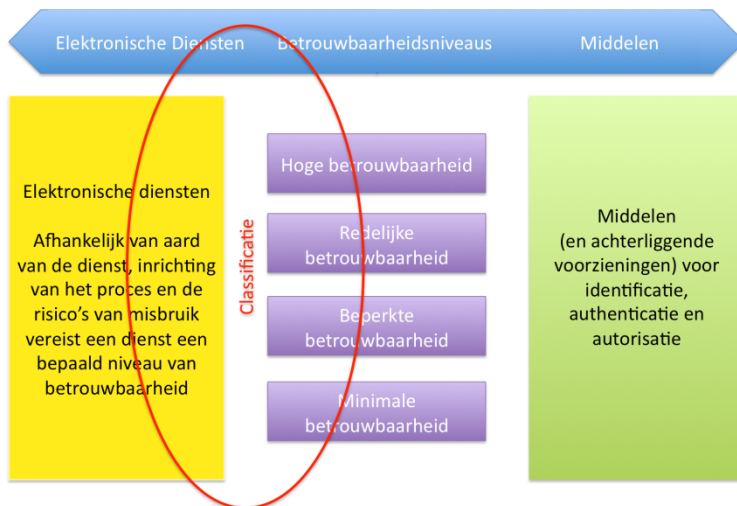 Elektronische Diensten
Betrouwbaarheidsniveaus
Middelen
Elektronische diensten
Afhankelijk van aard
van de dienst, inrichting
van het proces en de
risico's van misbruik
vereist een dienst een
bepaald niveau van
betrouwbaarheid
Classificatie
Hoge betrouwbaarheid
Redelijke
betrouwbaarheid
Beperkte
betrouwbaarheid
Minimale
betrouwbaarheid
Middelen
(en achterliggende
voorzieningen) voor
identificatie,
authenticatie en
autorisatie